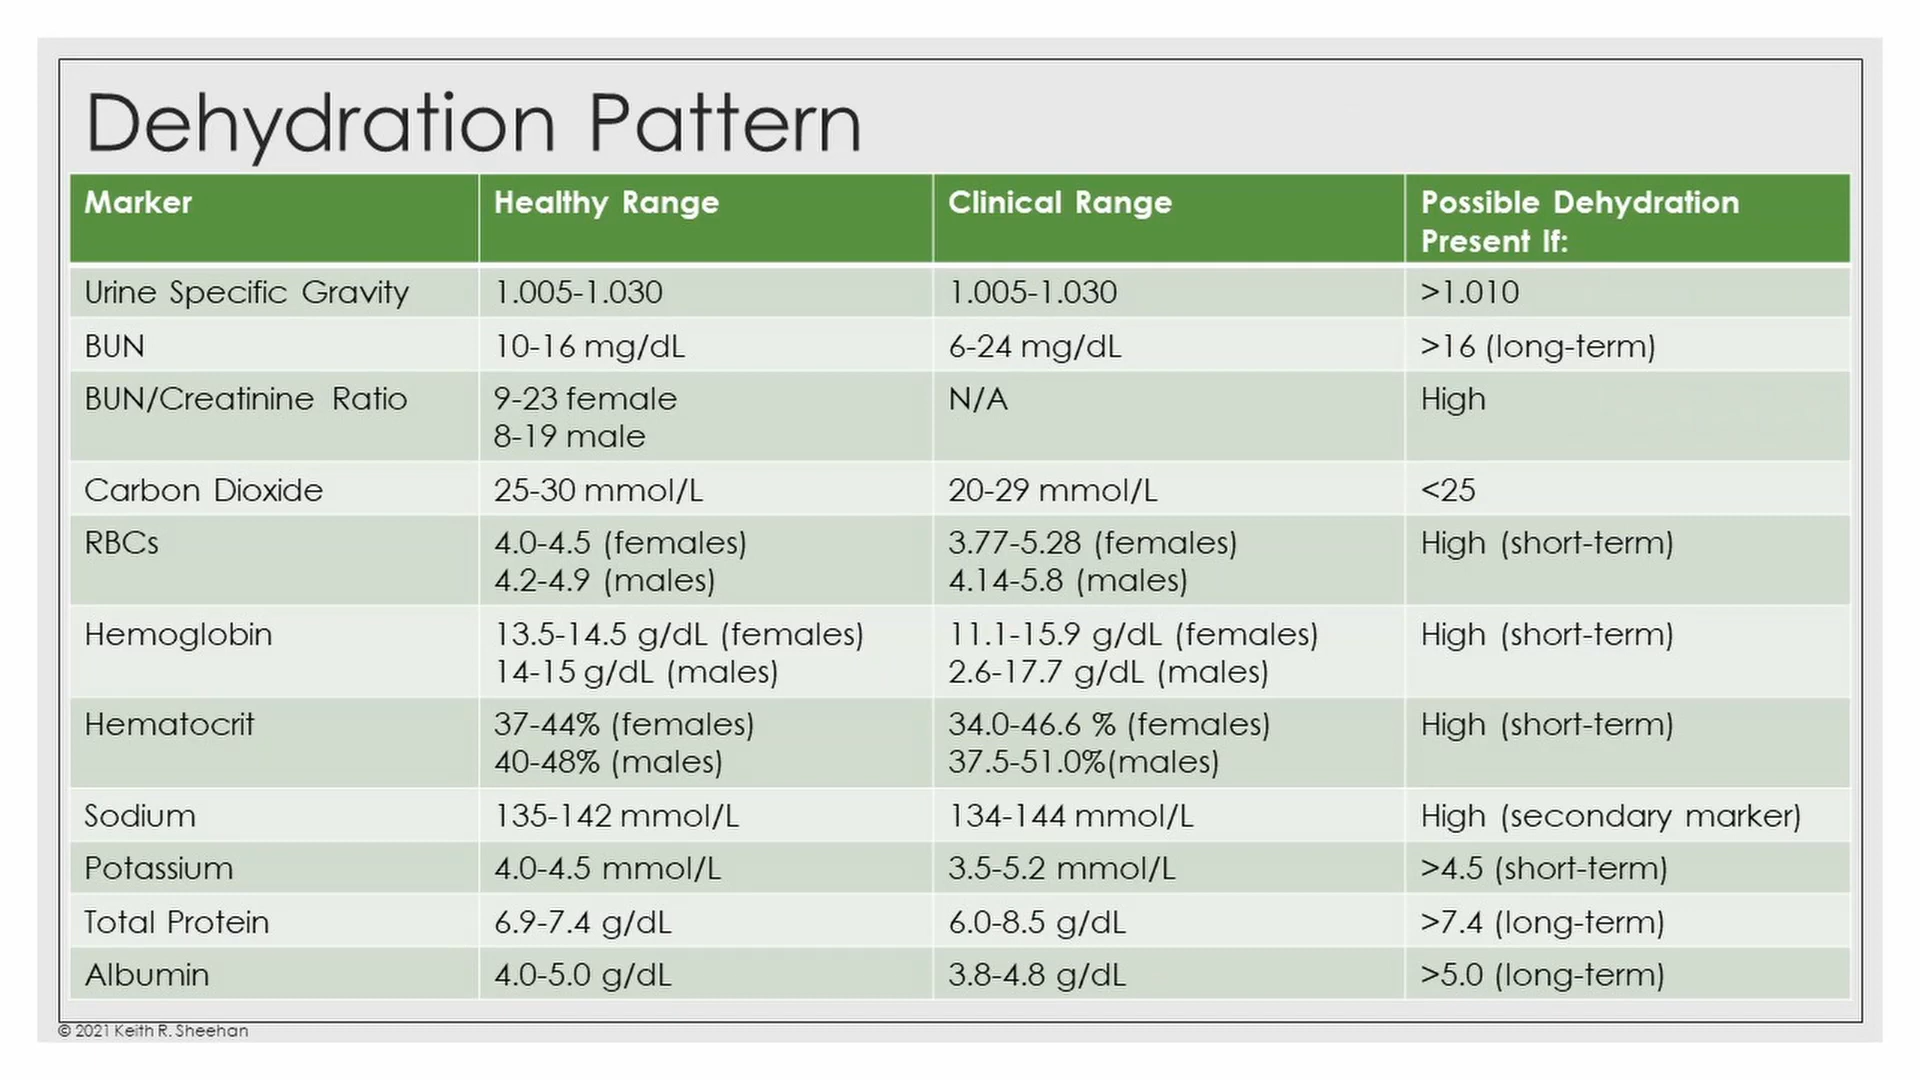 Dehydration Pattern
Marker Healthy Range Clinical Range Possible Dehydration
Present If:
Urine Specific Gravity 1.005-1.030 1.005-1.030 >1.010
BUN 10-16 mg/dL 6-24 mg/dL >16 (long-term)
BUN/Creatinine Ratio 9-23 female N/A High
8-19 male
Carbon Dioxide 25-30 mmol/L 20-29 mmol/L <25
RBCs 4.0-4.5 (females) 3.77-5.28 (females) High (short-term)
4.2-4.9 (males) 4.14-5.8 (males)
Hemoglobin 13.5-14.5 g/dL (females) 11.1-15.9 g/dL (females) High (short-term)
14-15 g/dL (males) 2.6-17.7 g/dL (males)
Hematocrit 37-44% (females) 34.0-46.6 % (females) High (short-term)
40-48% (males) 37.5-51.0%(males)
Sodium 135-142 mmol/L 134-144 mmol/L High (secondary marker)
Potassium 4.0-4.5 mmol/L 3.5-5.2 mmol/L >4.5 (short-term)
Total Protein 6.9-7.4 g/dL 6.0-8.5 g/dL >7.4 (long-term)
Albumin 4.0-5.0 g/dL 3.8-4.8 g/dL >5.0 (long-term)
© 2021 Keith R. Sheehan